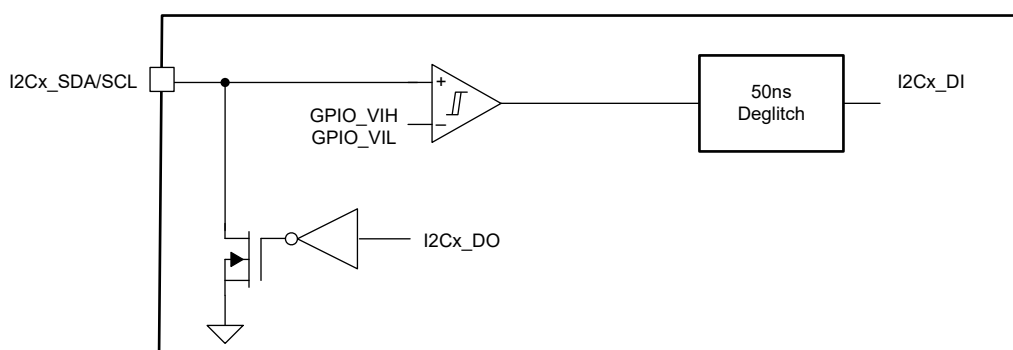 I2Cx_SDA/SCL
+
GPIO_VIH
GPIO_VIL
−
50ns
Deglitch
I2Cx_DI
I2Cx_DO